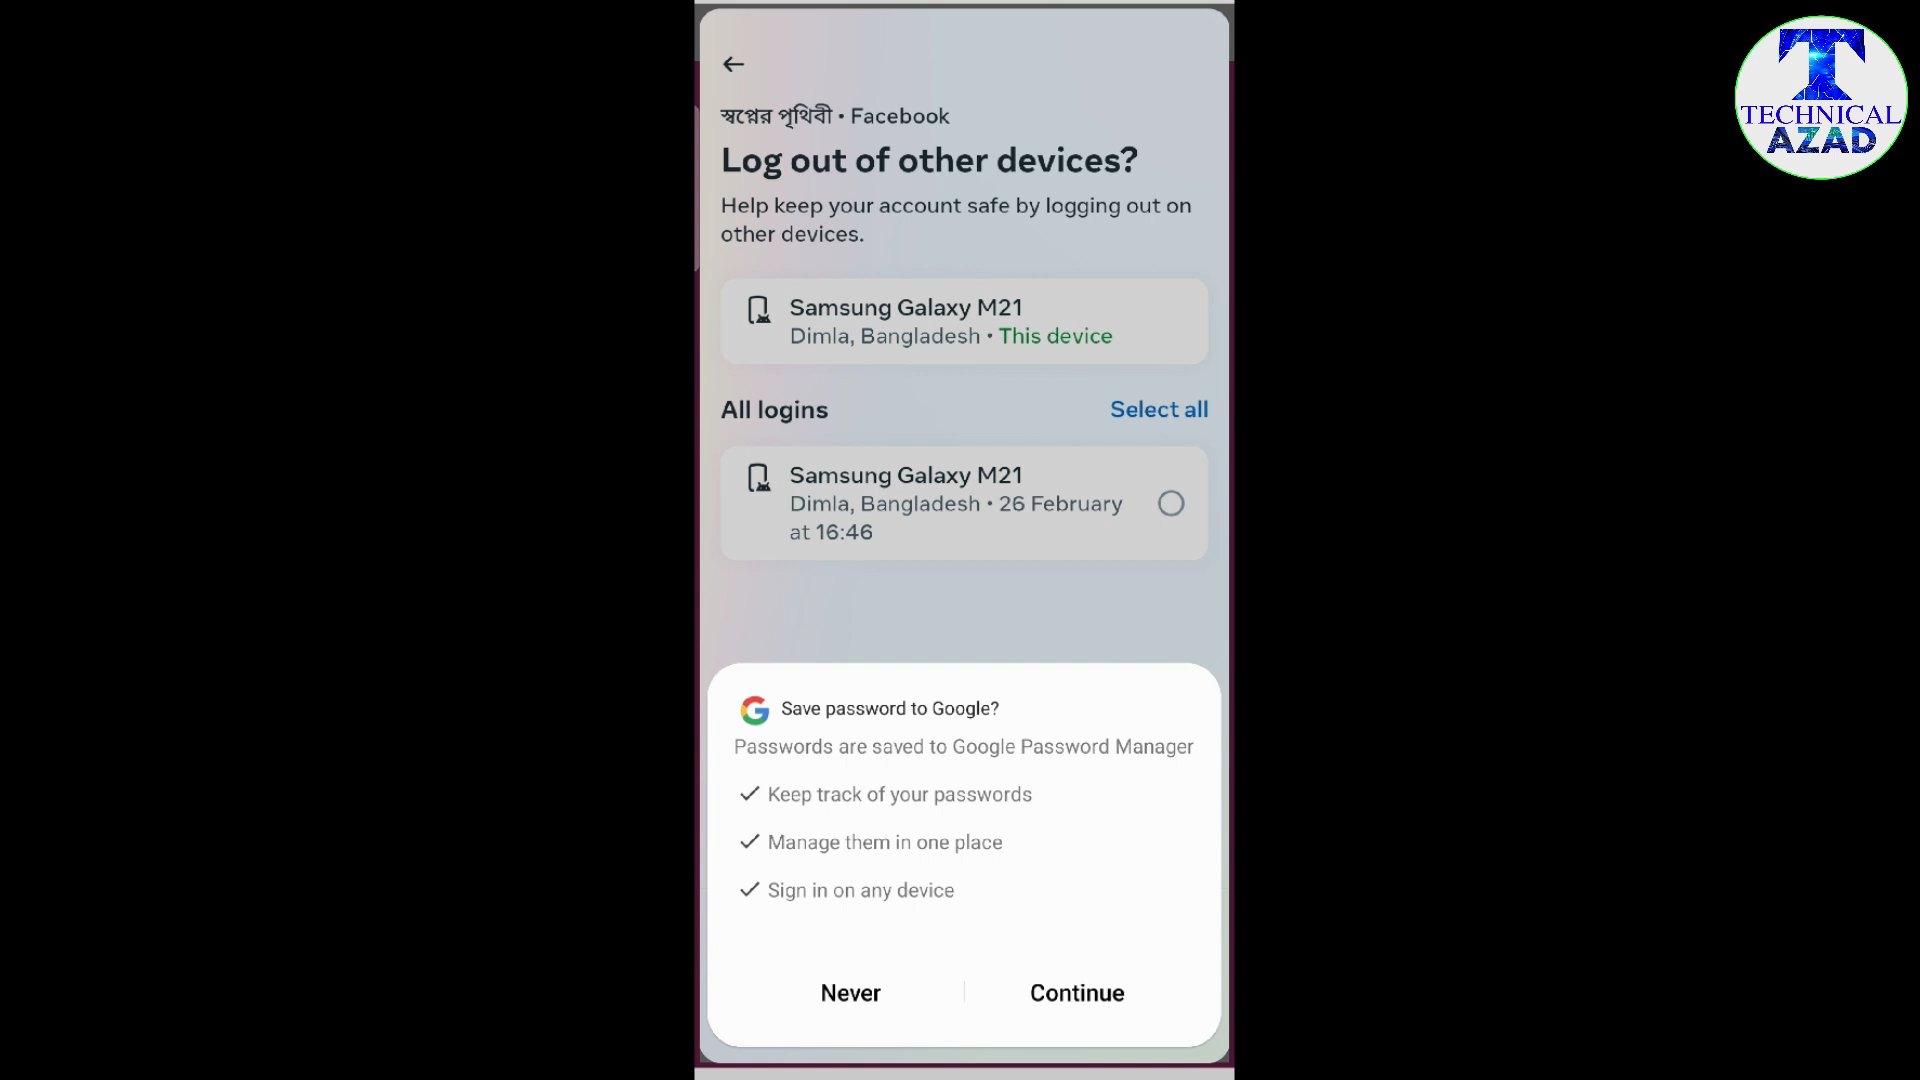 স্বপ্নের পৃথিবী • Facebook
Log out of other devices?
Help keep your account safe by logging out on
other devices.
Samsung Galaxy M21
Dimla, Bangladesh • This device
All logins
Select all
Samsung Galaxy M21
Dimla, Bangladesh • 26 February
at 16:46
Save password to Google?
Passwords are saved to Google Password Manager
Keep track of your passwords
Manage them in one place
Sign in on any device
Never
Continue
T
TECHNICAL
AZAD